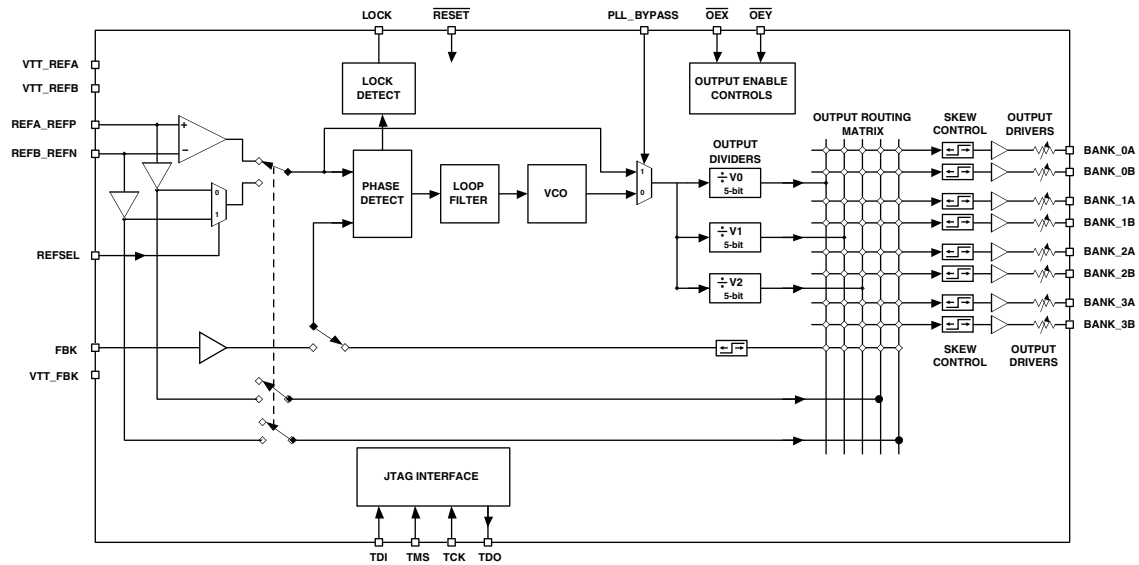 LOCK
RESET
PLL_BYPASS
OEX
OEY
VTT_REFA
VTT_REFB
LOCK
DETECT
OUTPUT ENABLE
CONTROLS
REFA_REFP
REFB_REFN
+
−
0
1
REFSEL
PHASE
DETECT
LOOP
FILTER
VCO
1
0
OUTPUT
DIVIDERS
÷ V0
5-bit
÷ V1
5-bit
÷ V2
5-bit
OUTPUT ROUTING
MATRIX
SKEW
CONTROL
OUTPUT
DRIVERS
BANK_0A
BANK_0B
BANK_1A
BANK_1B
BANK_2A
BANK_2B
BANK_3A
BANK_3B
SKEW
CONTROL
OUTPUT
DRIVERS
FBK
VTT_FBK
JTAG INTERFACE
TDI
TMS
TCK
TDO